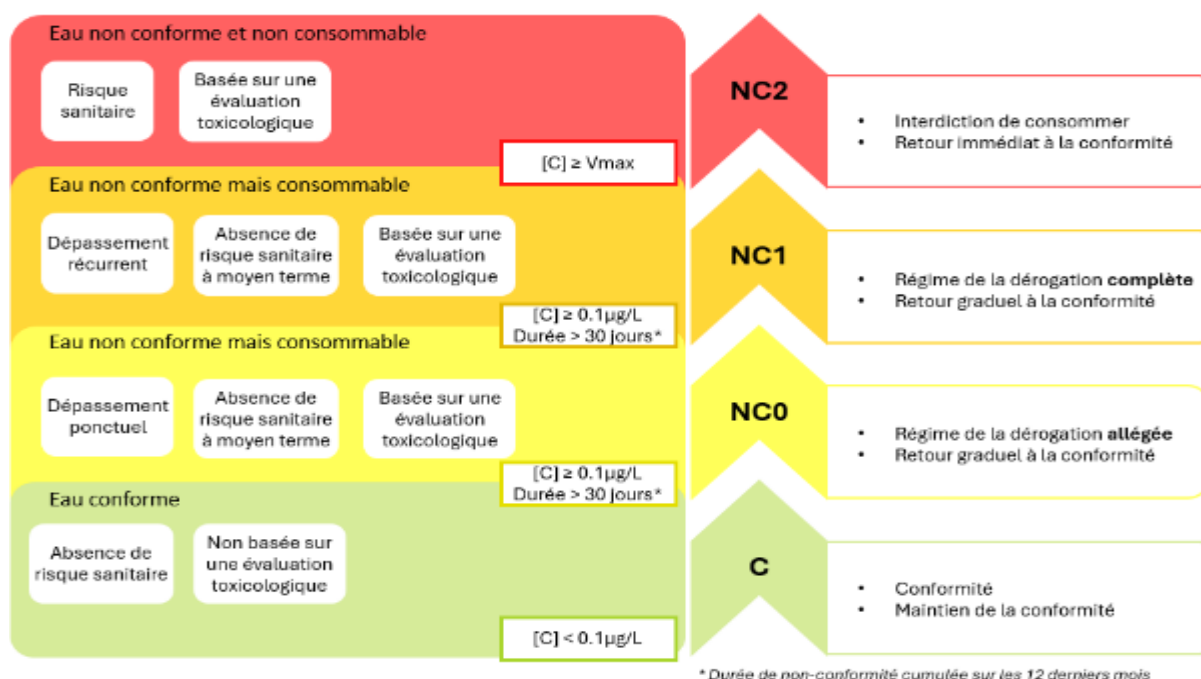 Eau non conforme et non consommable
Risque
sanitaire
Basée sur une
évaluation
toxicologique
[C] ≥ Vmax
NC2
• Interdiction de consommer
• Retour immédiat à la conformité
Eau non conforme mais consommable
Dépassement
récurrent
Absence de
risque sanitaire
à moyen terme
Basée sur une
évaluation
toxicologique
[C] ≥ 0.1µg/L
Durée > 30 jours*
NC1
• Régime de la dérogation complète
• Retour graduel à la conformité
Eau non conforme mais consommable
Dépassement
ponctuel
Absence de
risque sanitaire
à moyen terme
Basée sur une
évaluation
toxicologique
[C] ≥ 0.1µg/L
Durée > 30 jours*
NC0
• Régime de la dérogation allégée
• Retour graduel à la conformité
Eau conforme
Absence de
risque sanitaire
Non basée sur
une évaluation
toxicologique
[C] < 0.1µg/L
C
• Conformité
• Maintien de la conformité
* Durée de non-conformité cumulée sur les 12 derniers mois